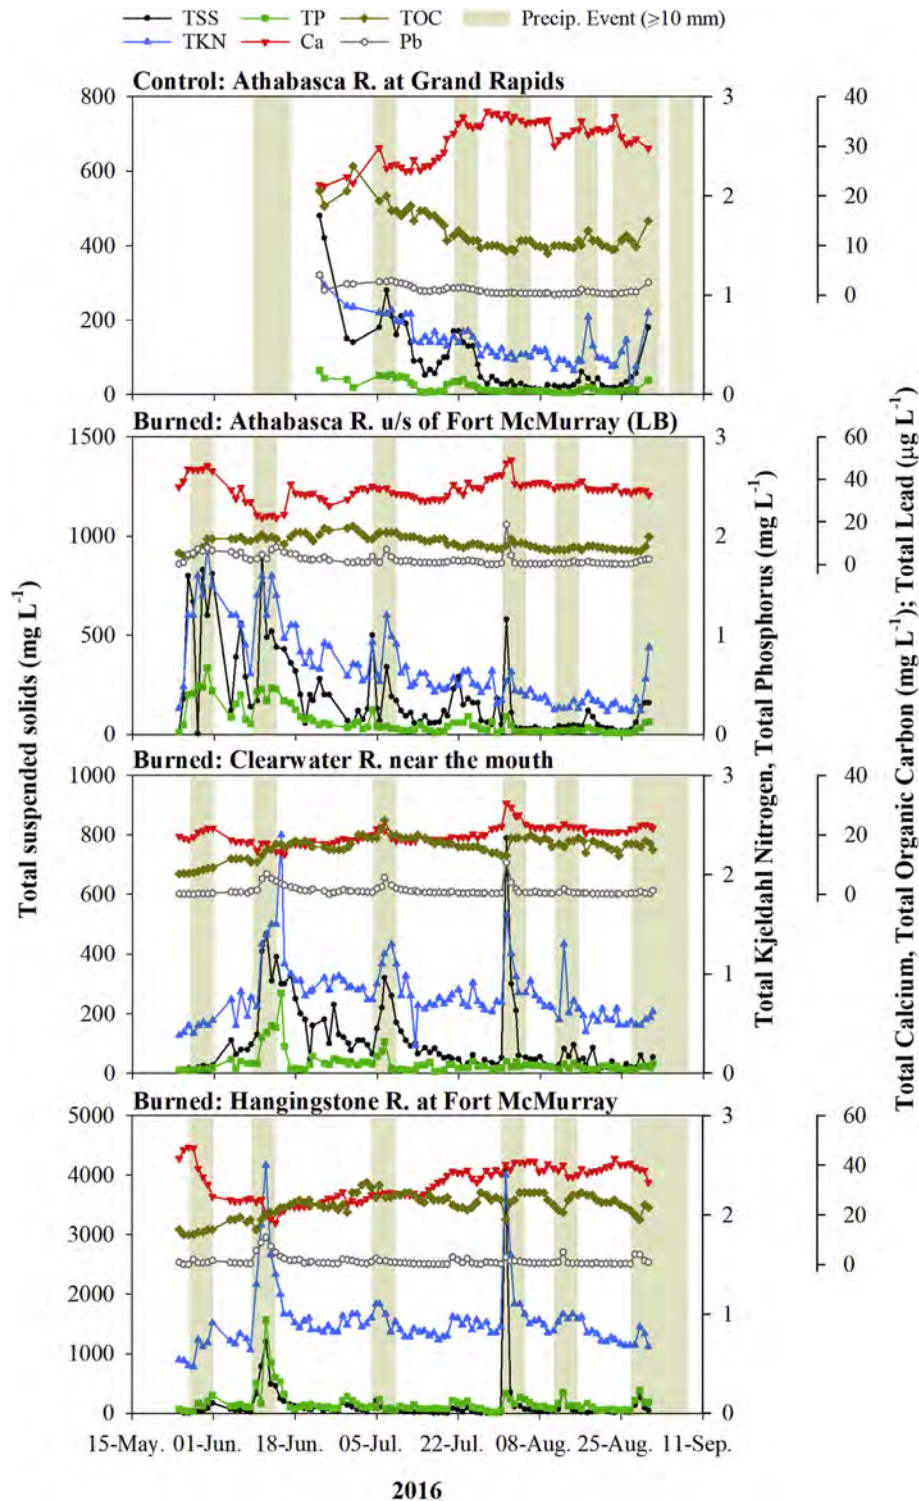 TSS TP TOC Precip. Event (≥10 mm)
TKN Ca Pb
Control: Athabasca R. at Grand Rapids
800 3 40
600 30
2 20
400 10
1 0
200
0 0
Burned: Athabasca R. u/s of Fort McMurray (LB)
1500 3 60
40
1000 2 20
0
500 1
0 0
Burned: Clearwater R. near the mouth
1000 3 40
800 20
2
600 0
400 1
200
0 0
Burned: Hangingstone R. at Fort McMurray
5000 3 60
4000 40
2
3000 20
0
2000 1
1000
0 0
15-May. 01-Jun. 18-Jun. 05-Jul. 22-Jul. 08-Aug. 25-Aug. 11-Sep.
2016
Total suspended solids (mg L⁻¹)
Total Kjeldahl Nitrogen, Total Phosphorus (mg L⁻¹)
Total Calcium, Total Organic Carbon (mg L⁻¹); Total Lead (µg L⁻¹)